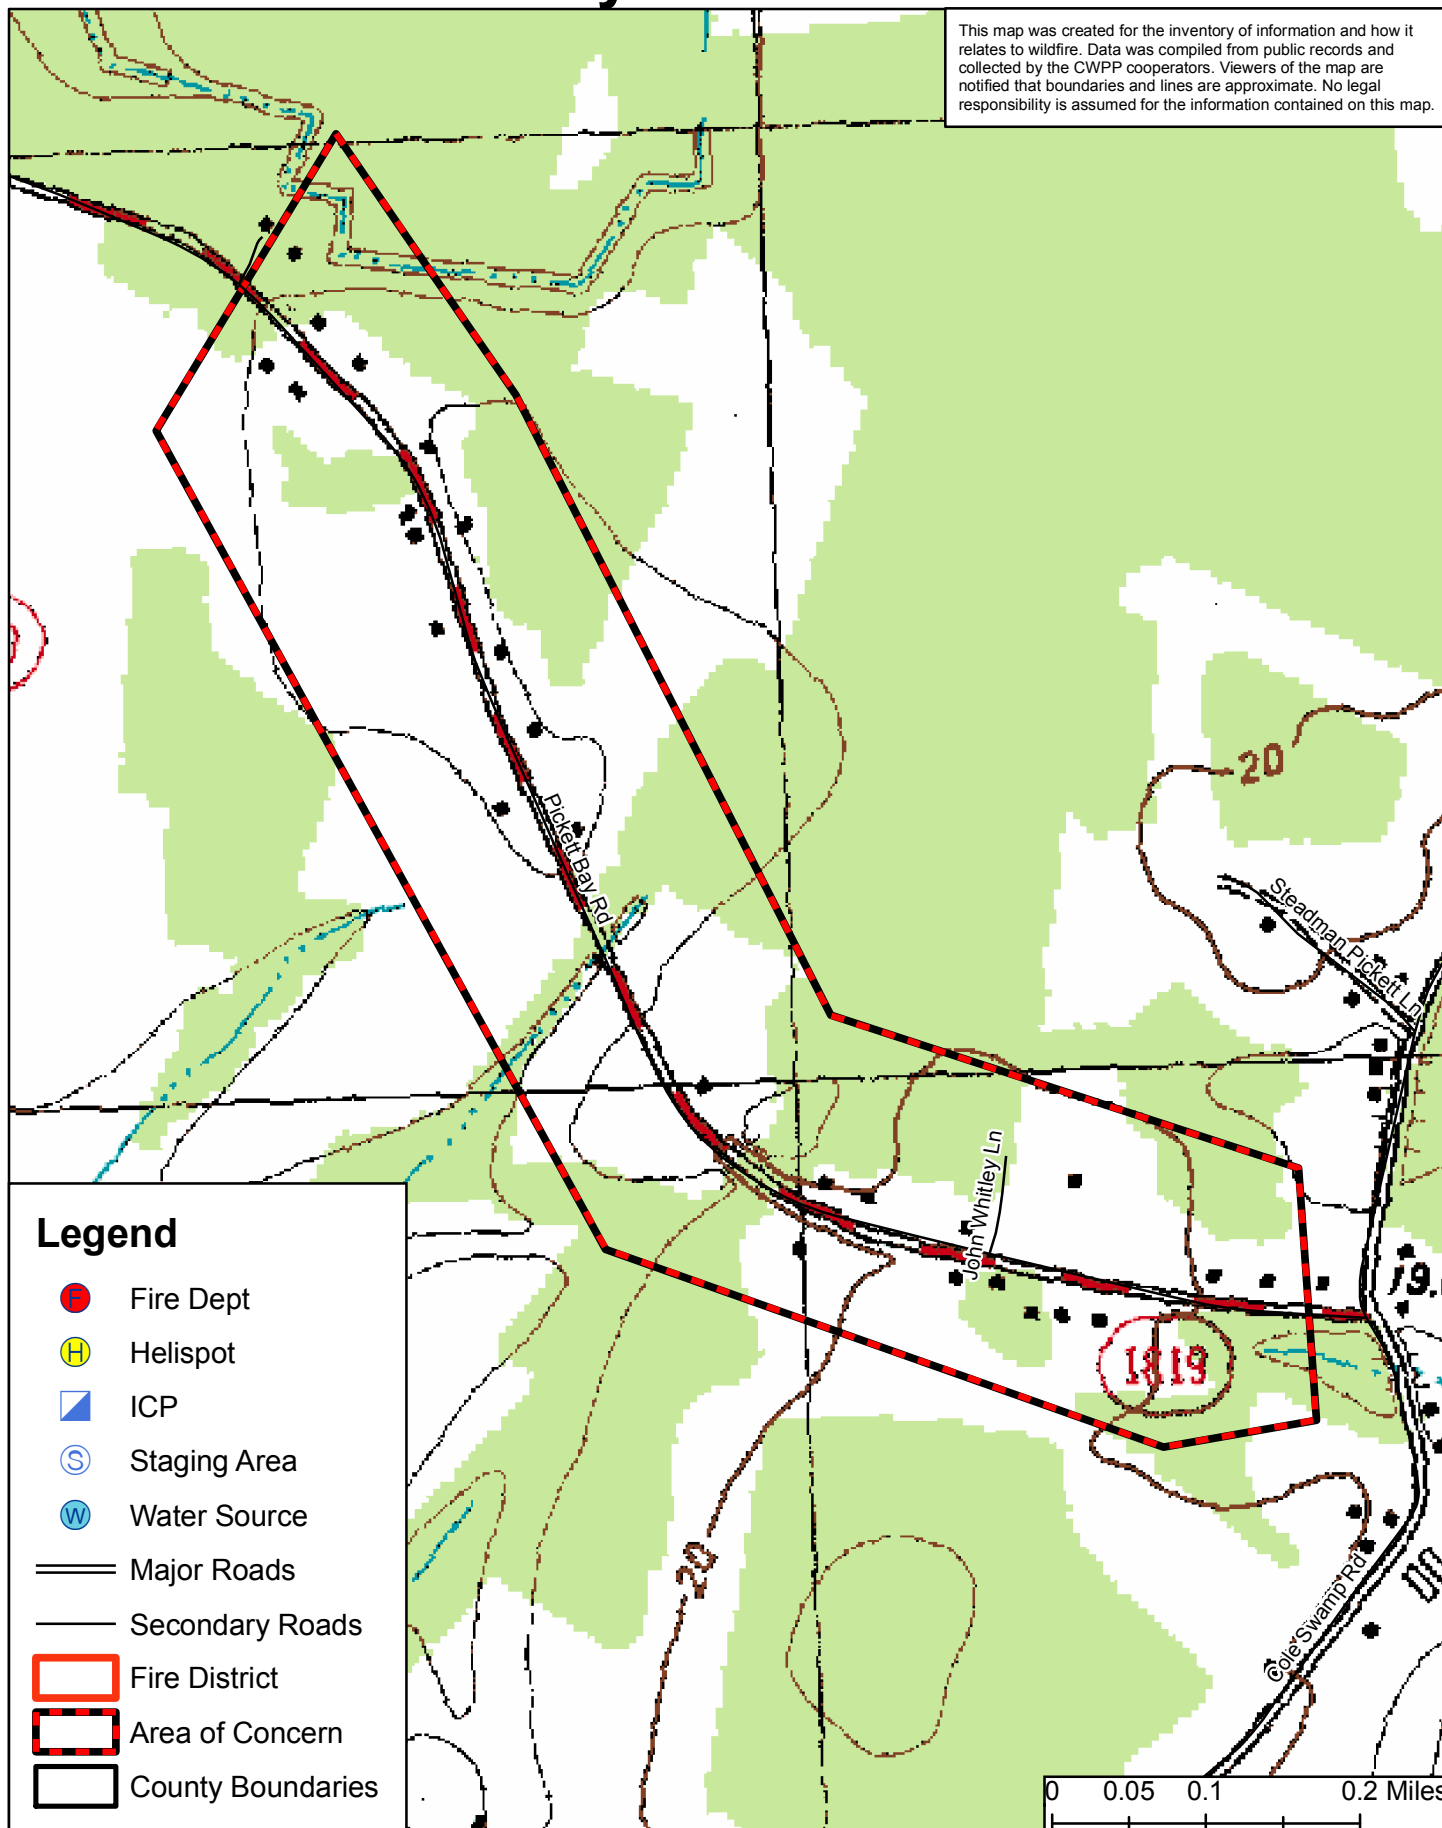 This map was created for the inventory of information and how it
relates to wildfire. Data was compiled from public records and
collected by the CWPP cooperators. Viewers of the map are
notified that boundaries and lines are approximate. No legal
responsibility is assumed for the information contained on this map.
20
Pickett Bay Rd
Steadman Pickett Ln
John Whitley Ln
19.
1819
20
Cole Swamp Rd
Legend
F Fire Dept
H Helispot
ICP
S Staging Area
W Water Source
Major Roads
Secondary Roads
Fire District
Area of Concern
County Boundaries
0 0.05 0.1 0.2 Miles